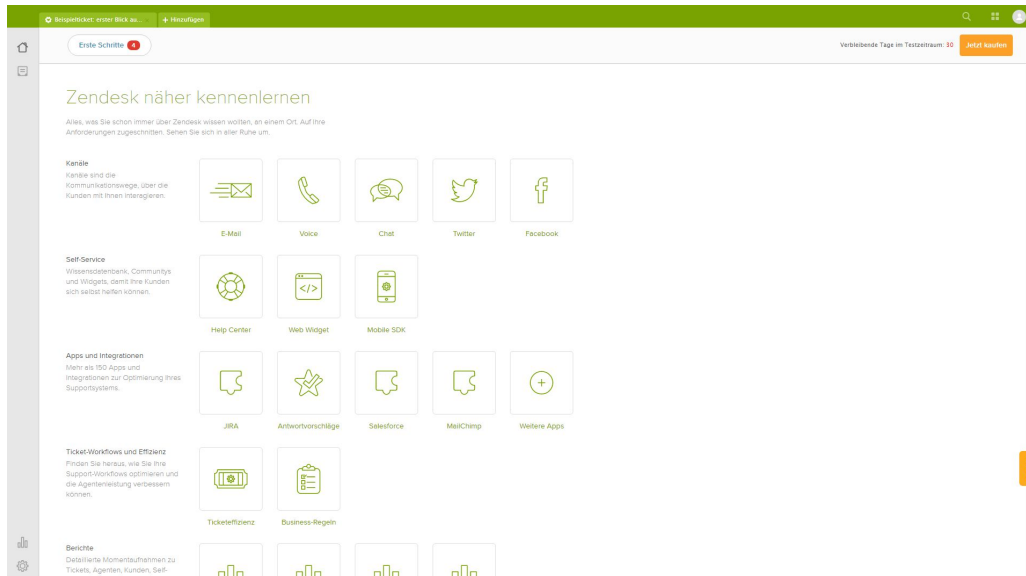 Beispielticket: erster Blick au...
+ Hinzufügen
Erste Schritte 4
Verbleibende Tage im Testzeitraum: 30
Jetzt kaufen
Zendesk näher kennenlernen
Alles, was Sie schon immer über Zendesk wissen wollten, an einem Ort. Auf Ihre
Anforderungen zugeschnitten. Sehen Sie sich in aller Ruhe um.
Kanäle
Kanäle sind die
Kommunikationswege, über die
Kunden mit Ihnen interagieren.
E-Mail
Voice
Chat
Twitter
Facebook
Self-Service
Wissensdatenbank, Communitys
und Widgets, damit Ihre Kunden
sich selbst helfen können.
Help Center
Web Widget
Mobile SDK
Apps und Integrationen
Mehr als 150 Apps und
Integrationen zur Optimierung Ihres
Supportsystems.
JIRA
Antwortvorschläge
Salesforce
MailChimp
Weitere Apps
Ticket-Workflows und Effizienz
Finden Sie heraus, wie Sie Ihre
Support-Workflows optimieren und
die Agentenleistung verbessern
können.
Ticketeffizienz
Business-Regeln
Berichte
Detaillierte Momentaufnahmen zu
Tickets, Agenten, Kunden, Self-